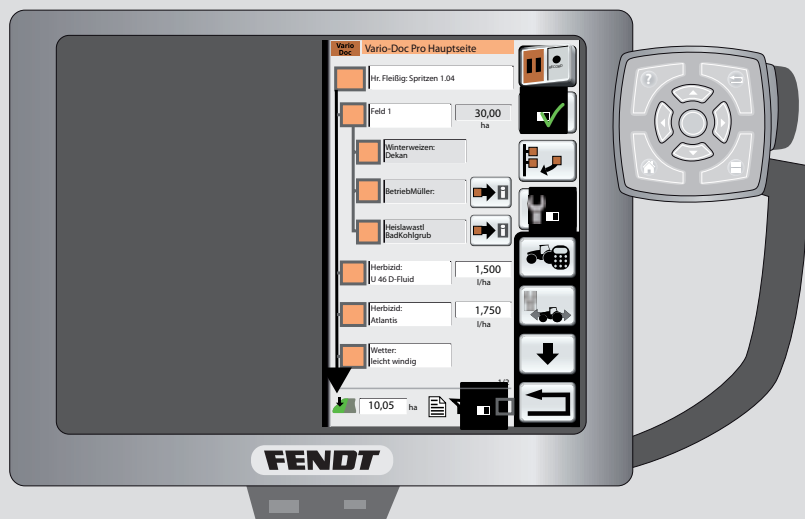 Vario
Doc
Vario-Doc Pro Hauptseite
Hr. Fleißig: Spritzen 1.04
Feld 1
30,00
ha
Winterweizen:
Dekan
BetriebMüller:
Heislawastl
BadKohlgrub
Herbizid:
U 46 D-Fluid
1,500
l/ha
Herbizid:
Atlantis
1,750
l/ha
Wetter:
leicht windig
10,05
ha
FENDT
?